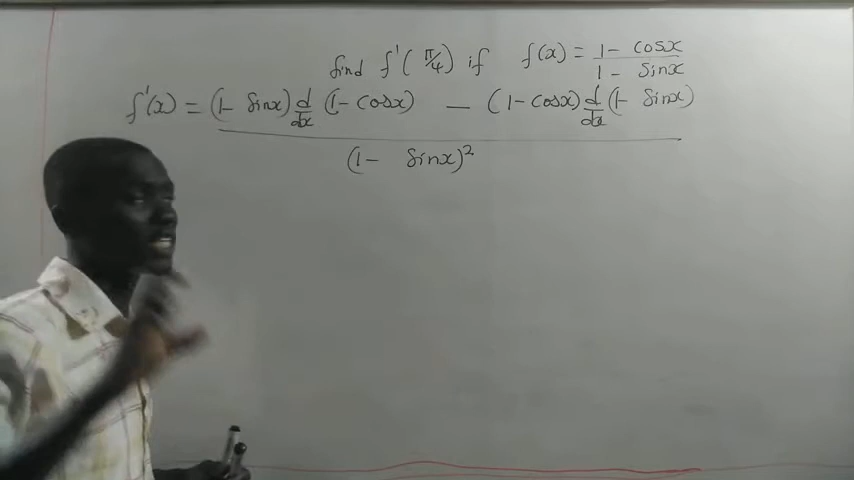 find f'(π/4) if f(x) = (1 - cosx)/(1 - sinx)
f'(x) = ((1- sinx) d/dx (1 - cosx) - (1-cosx) d/dx (1- sinx))/(1- sinx)²